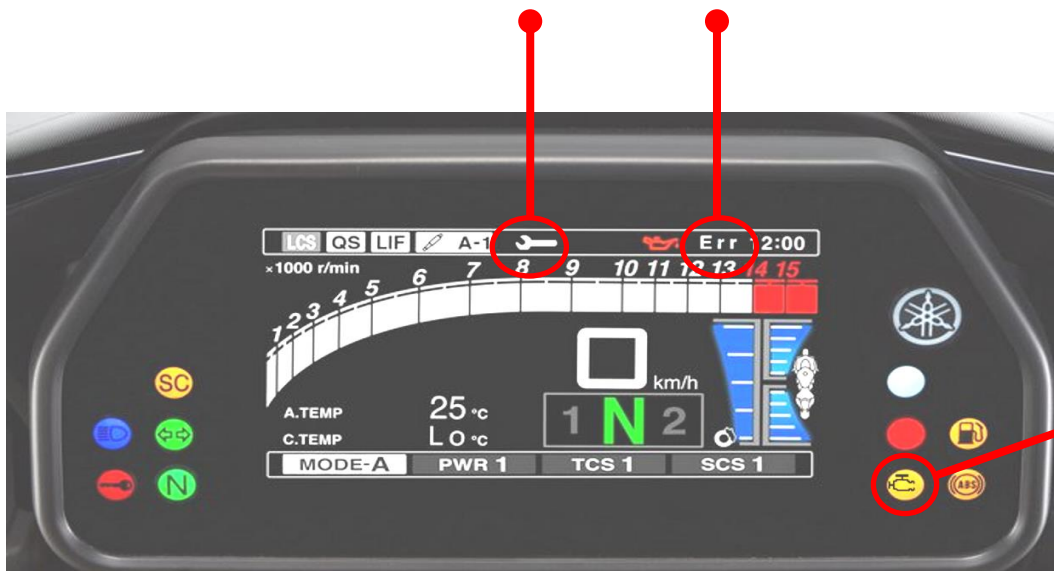 LCS QS LIF A-1 Err 12:00
×1000 r/min
1 2 3 4 5 6 7 8 9 10 11 12 13 14 15
0 km/h
A.TEMP 25 °C
C.TEMP Lo °C
1 N 2
MODE-A PWR 1 TCS 1 SCS 1
SC
N
ABS